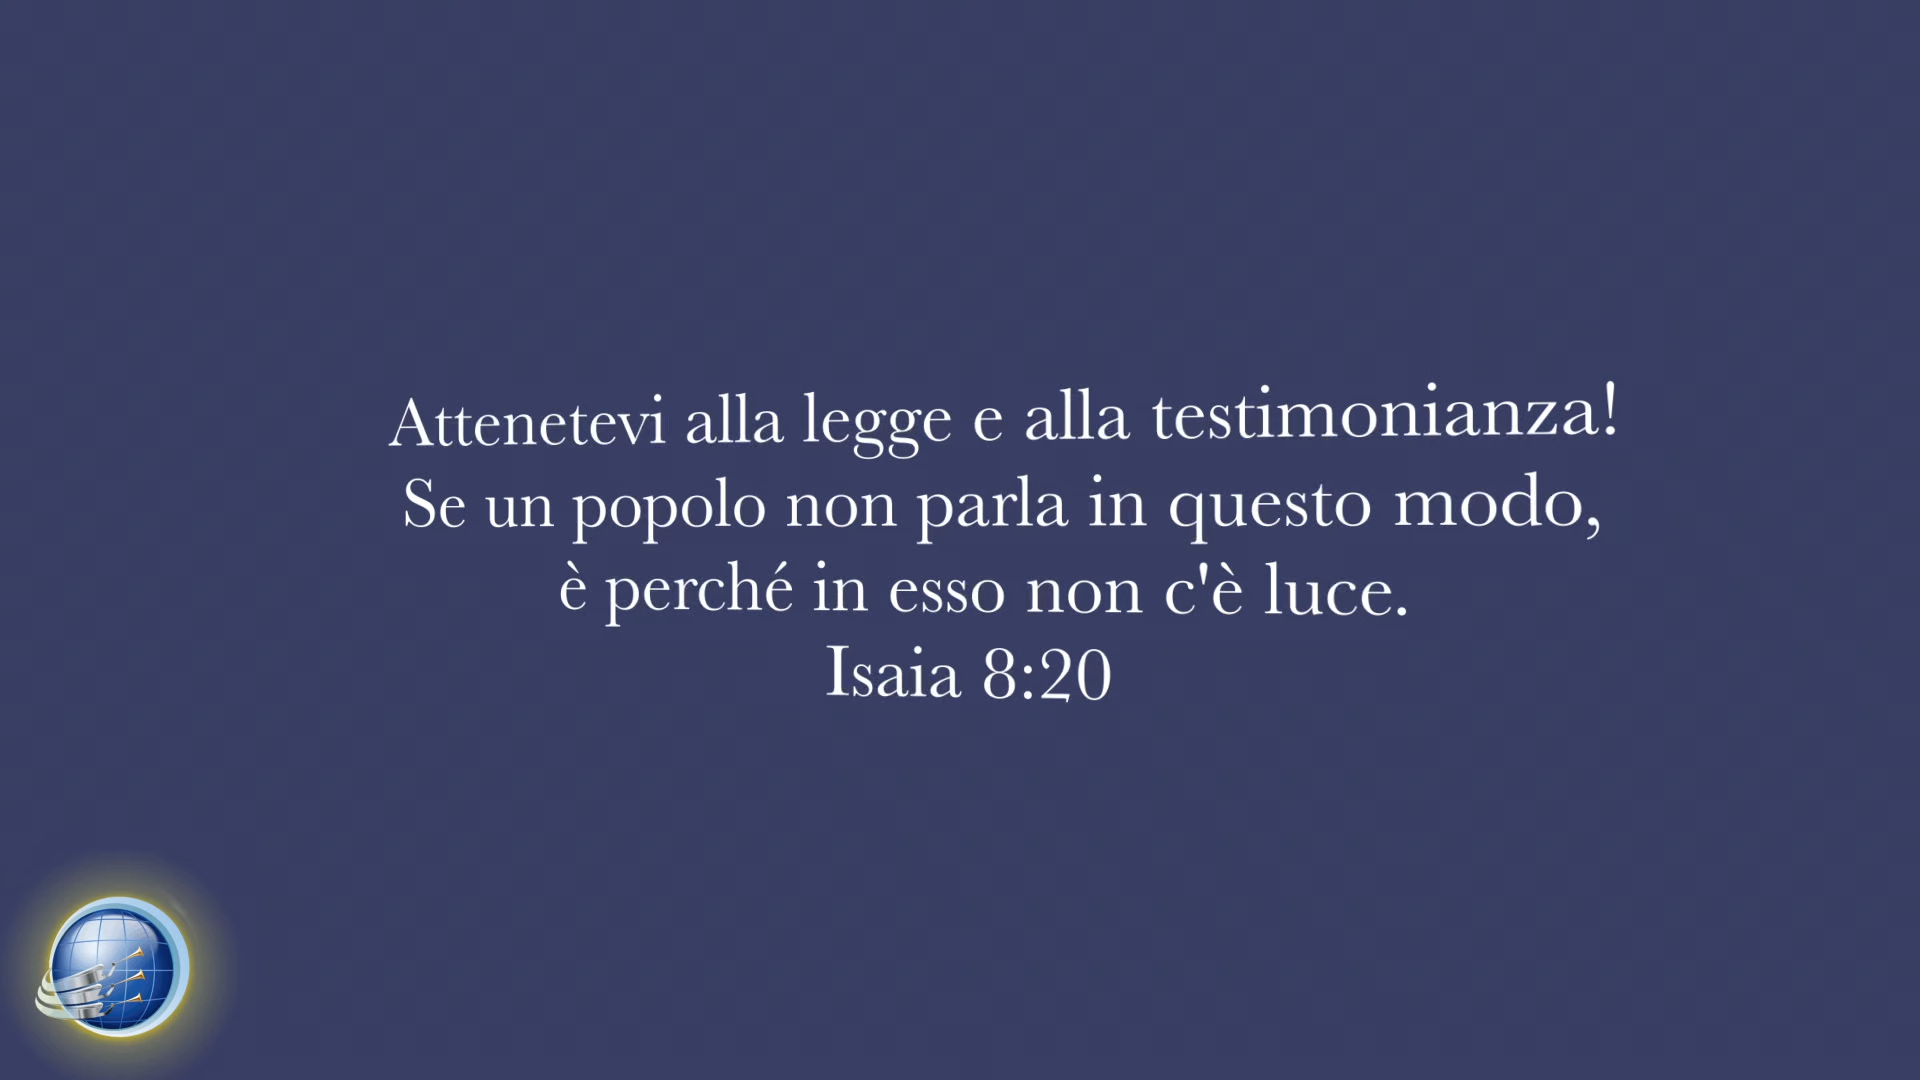 Attenetevi alla legge e alla testimonianza!
Se un popolo non parla in questo modo,
è perché in esso non c'è luce.
Isaia 8:20